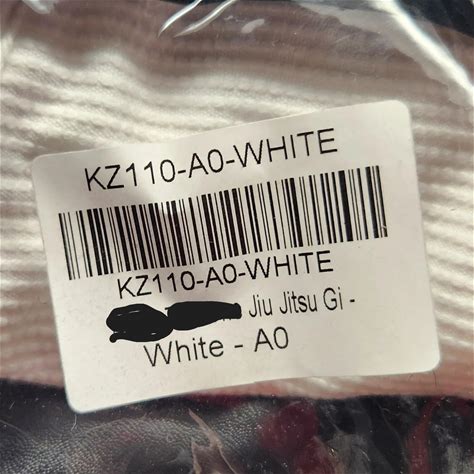 KZ110-A0-WHITE
KZ110-A0-WHITE
Jiu Jitsu Gi -
White - A0